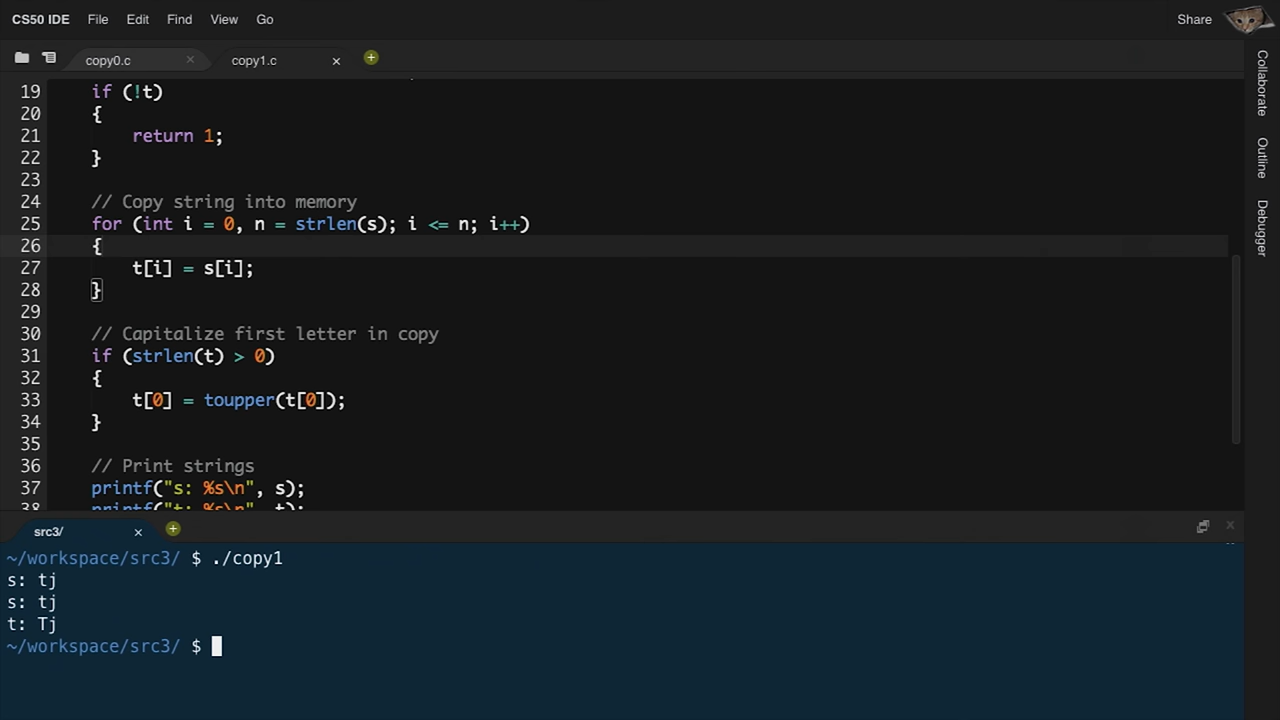 CS50 IDE File Edit Find View Go Share
copy0.c × copy1.c ×
Collaborate
Outline
Debugger
19 if (!t)
20 {
21 return 1;
22 }
23
24 // Copy string into memory
25 for (int i = 0, n = strlen(s); i <= n; i++)
26 {
27 t[i] = s[i];
28 }
29
30 // Capitalize first letter in copy
31 if (strlen(t) > 0)
32 {
33 t[0] = toupper(t[0]);
34 }
35
36 // Print strings
37 printf("s: %s\n", s);
38 printf("t: %s\n", t);
src3/ ×
~/workspace/src3/ $ ./copy1
s: tj
s: tj
t: Tj
~/workspace/src3/ $